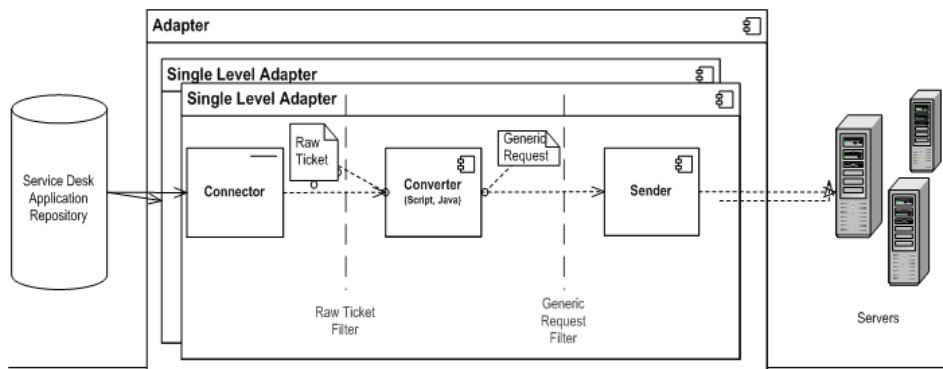 Adapter
Single Level Adapter
Single Level Adapter
Service Desk
Application
Repository
Connector
Raw
Ticket
Converter
(Script, Java)
Generic
Request
Sender
Raw Ticket
Filter
Generic
Request
Filter
Servers